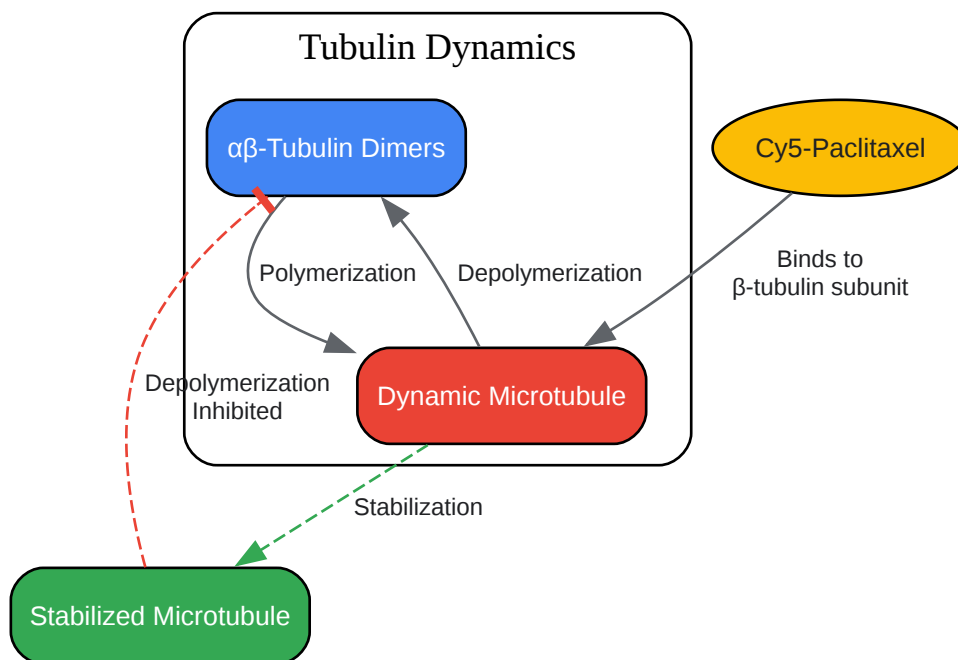 Tubulin Dynamics
αβ-Tubulin Dimers
Cy5-Paclitaxel
Polymerization
Depolymerization
Binds to
β-tubulin subunit
Depolymerization
Inhibited
Dynamic Microtubule
Stabilization
Stabilized Microtubule